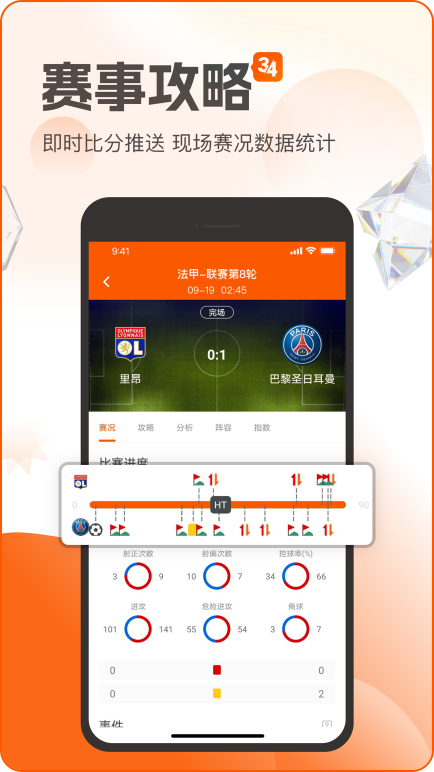 赛事攻略 34
即时比分推送 现场赛况数据统计
9:41
法甲-联赛第8轮
09-19 02:45
完场
OLYMPIQUE LYONNAIS
OL
PARIS
0:1
里昂 巴黎圣日耳曼
赛况 攻略 分析 阵容 指数
比赛进度
0 HT 90
射正次数 射偏次数 控球率(%)
3 9 10 7 34 66
进攻 危险进攻 角球
101 141 55 54 3 7
0 0
0 2
事件